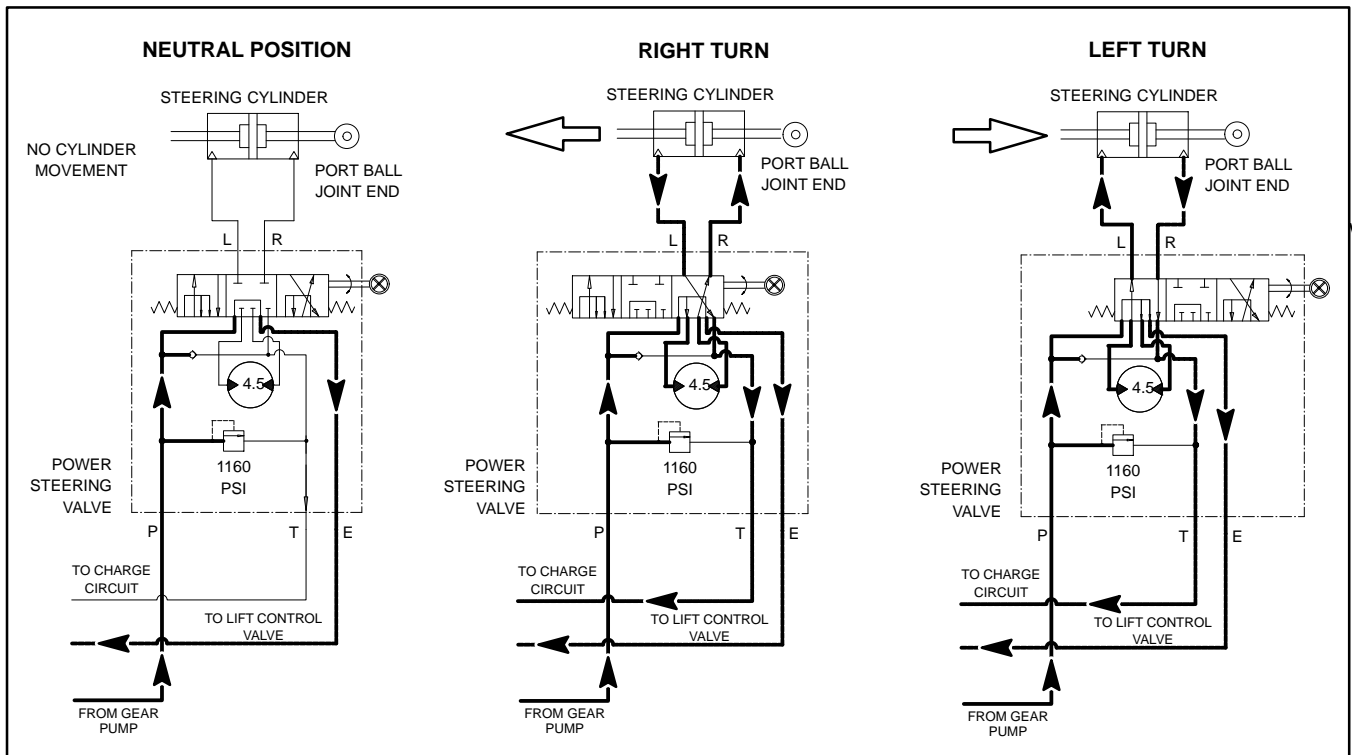 NEUTRAL POSITION
STEERING CYLINDER
NO CYLINDER
MOVEMENT
PORT BALL
JOINT END
L
R
4.5
1160
PSI
POWER
STEERING
VALVE
P
T
E
TO CHARGE
CIRCUIT
TO LIFT CONTROL
VALVE
FROM GEAR
PUMP
RIGHT TURN
STEERING CYLINDER
PORT BALL
JOINT END
L
R
4.5
1160
PSI
POWER
STEERING
VALVE
P
T
E
TO CHARGE
CIRCUIT
TO LIFT CONTROL
VALVE
FROM GEAR
PUMP
LEFT TURN
STEERING CYLINDER
PORT BALL
JOINT END
L
R
4.5
1160
PSI
POWER
STEERING
VALVE
P
T
E
TO CHARGE
CIRCUIT
TO LIFT CONTROL
VALVE
FROM GEAR
PUMP